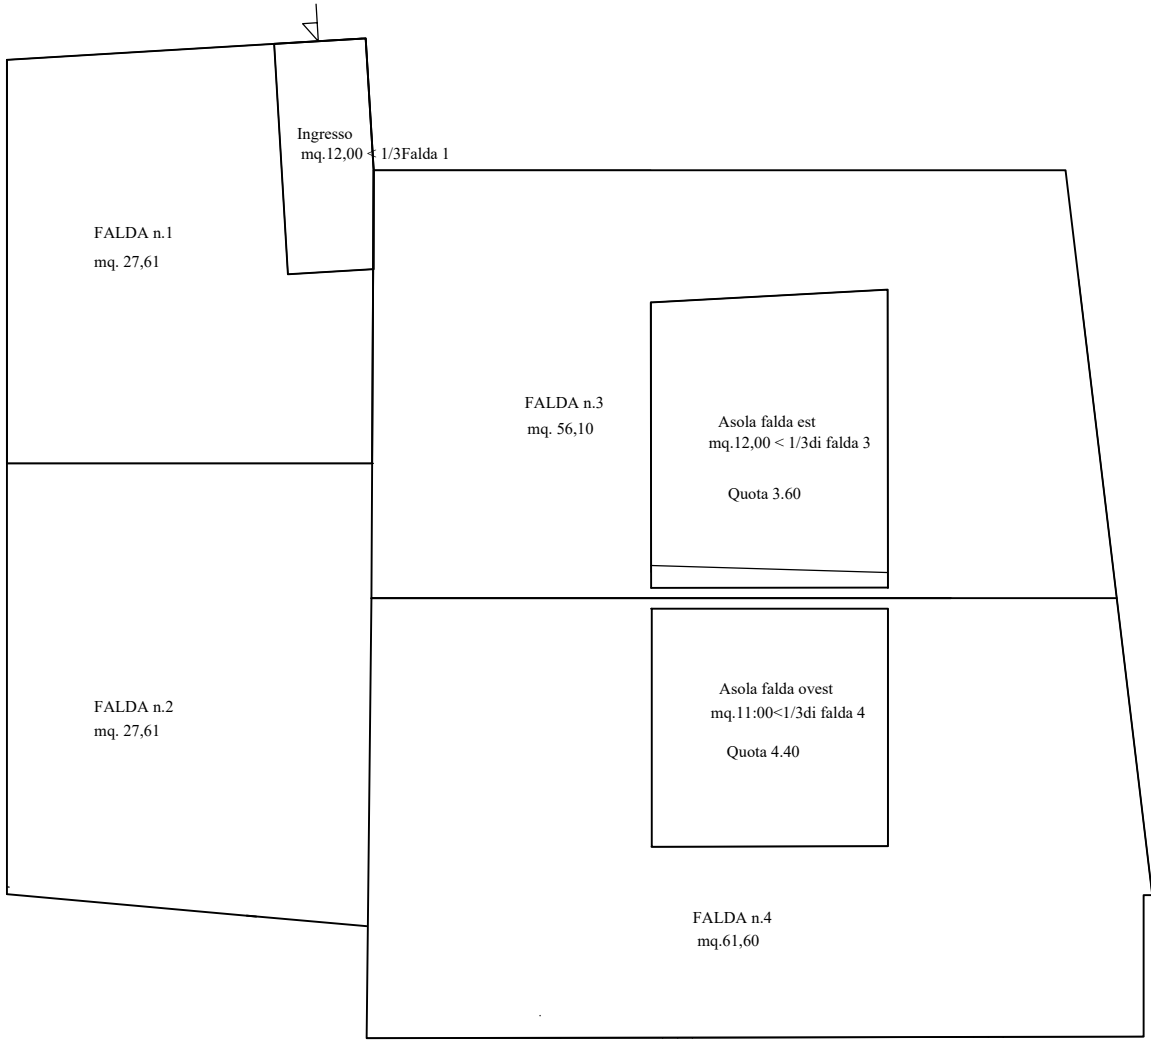 Ingresso
mq.12,00 < 1/3Falda 1
FALDA n.1
mq. 27,61
FALDA n.3
mq. 56,10
Asola falda est
mq.12,00 < 1/3di falda 3
Quota 3.60
FALDA n.2
mq. 27,61
Asola falda ovest
mq.11:00<1/3di falda 4
Quota 4.40
FALDA n.4
mq.61,60